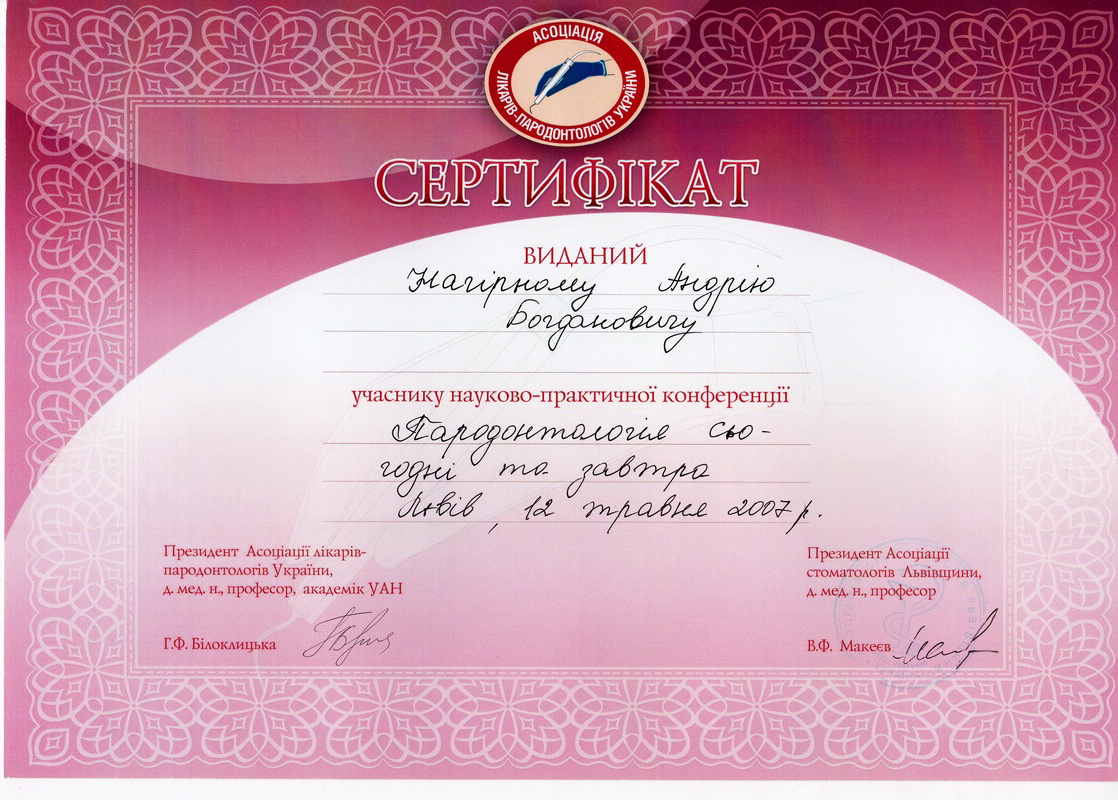 АСОЦІАЦІЯ
ЛІКАРІВ-ПАРОДОНТОЛОГІВ УКРАЇНИ
СЕРТИФІКАТ
ВИДАНИЙ
Нагірному Андрію
Богдановичу
учаснику науково-практичної конференції
Пародонтологія сьо-
годні та завтра
Львів, 12 травня 2007 р.
Президент Асоціації лікарів-
пародонтологів України,
д. мед. н., професор, академік УАН
Г.Ф. Білоклицька
Президент Асоціації
стоматологів Львівщини,
д. мед. н., професор
В.Ф. Макеєв